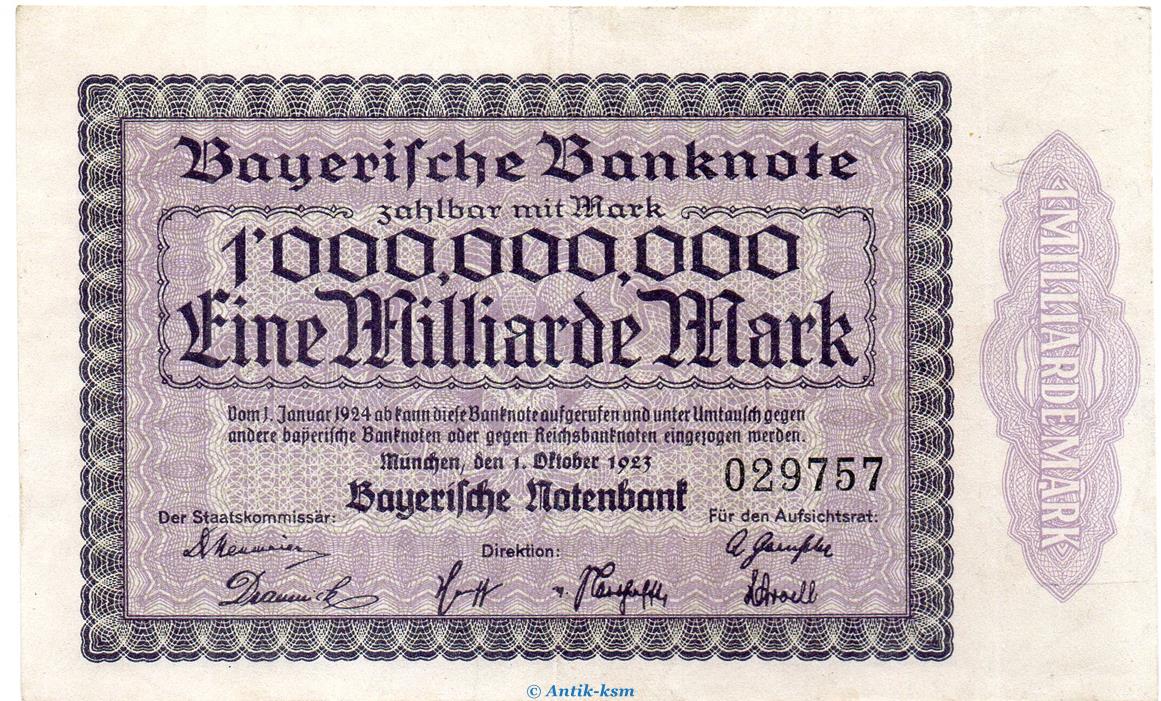 Bayerische Banknote
zahlbar mit Mark
1'000,000,000
Eine Milliarde Mark
Vom 1. Januar 1924 ab kann diese Banknote aufgerufen und unter Umtausch gegen
andere bayerische Banknoten oder gegen Reichsbanknoten eingezogen werden.
München, den 1. Oktober 1923
029757
Bayerische Notenbank
Der Staatskommissär:
Für den Aufsichtsrat:
Direktion:
1 MILLIARDE MARK
© Antik-ksm